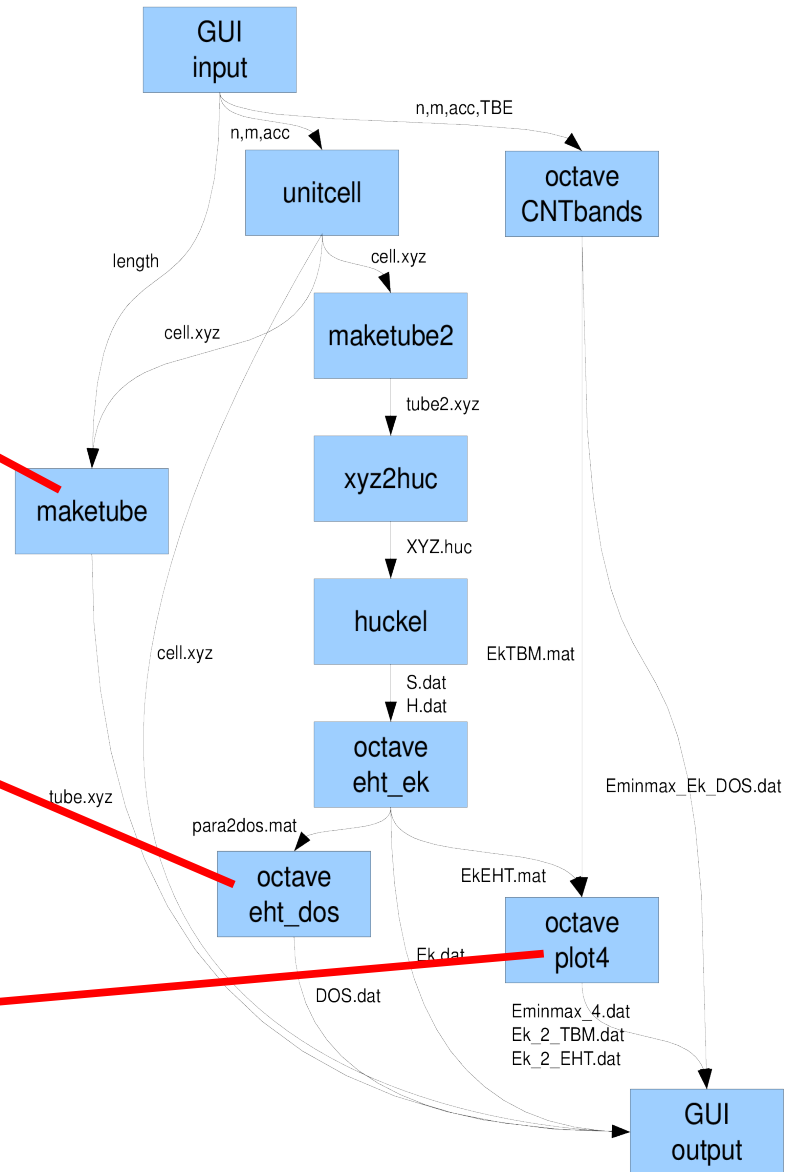 GUI
input
n,m,acc,TBE
n,m,acc
unitcell
octave
CNTbands
length
cell.xyz
cell.xyz
maketube2
tube2.xyz
maketube
xyz2huc
XYZ.huc
huckel
cell.xyz
EkTBM.mat
S.dat
H.dat
octave
eht_ek
Eminmax_Ek_DOS.dat
tube.xyz
para2dos.mat
octave
eht_dos
EkEHT.mat
octave
plot4
Ek.dat
DOS.dat
Eminmax_4.dat
Ek_2_TBM.dat
Ek_2_EHT.dat
GUI
output